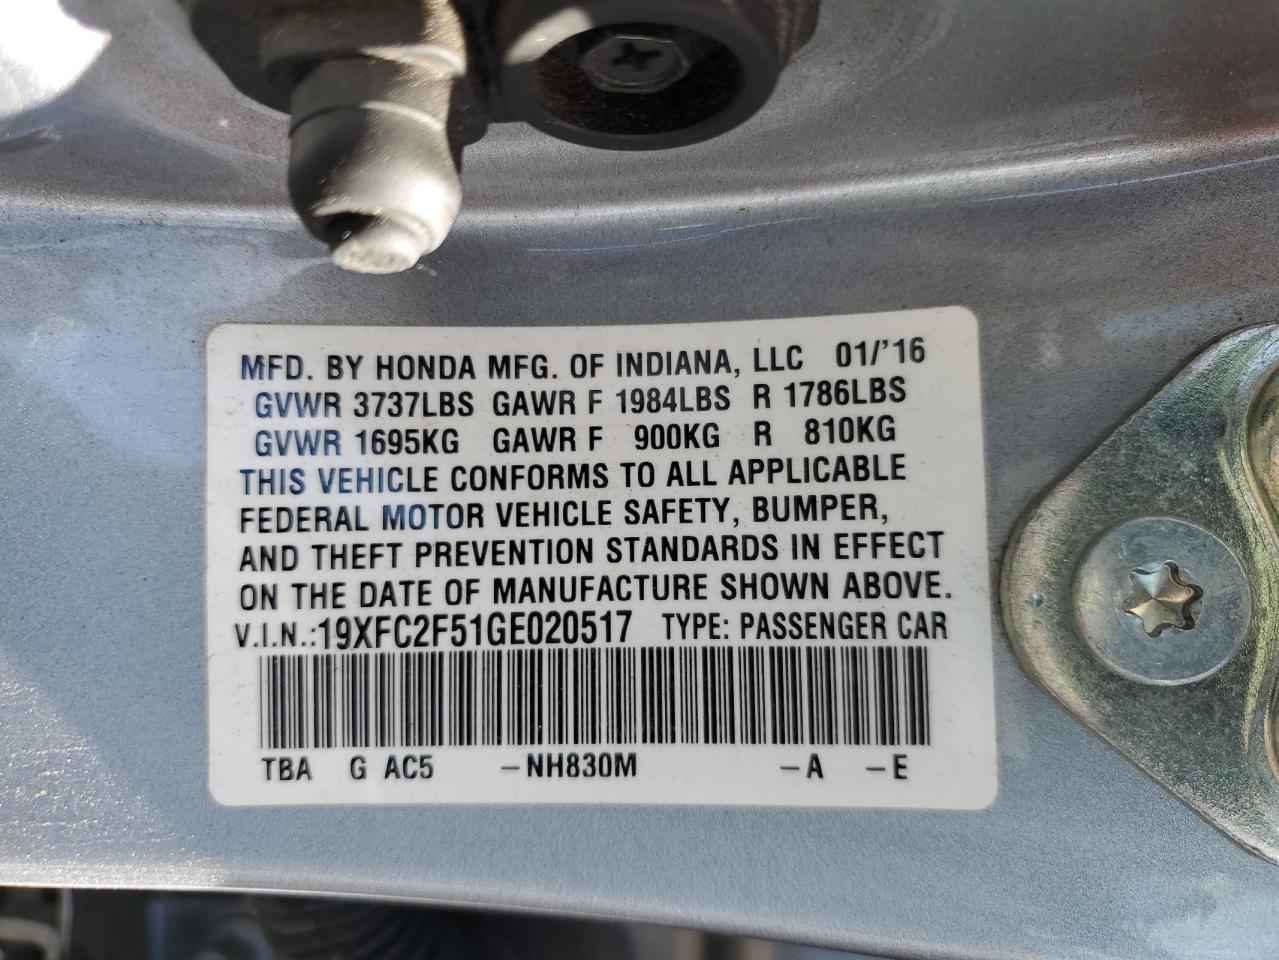 MFD. BY HONDA MFG. OF INDIANA, LLC 01/'16
GVWR 3737LBS GAWR F 1984LBS R 1786LBS
GVWR 1695KG GAWR F 900KG R 810KG
THIS VEHICLE CONFORMS TO ALL APPLICABLE
FEDERAL MOTOR VEHICLE SAFETY, BUMPER,
AND THEFT PREVENTION STANDARDS IN EFFECT
ON THE DATE OF MANUFACTURE SHOWN ABOVE.
V.I.N.:19XFC2F51GE020517 TYPE: PASSENGER CAR
TBA G AC5 –NH830M –A –E